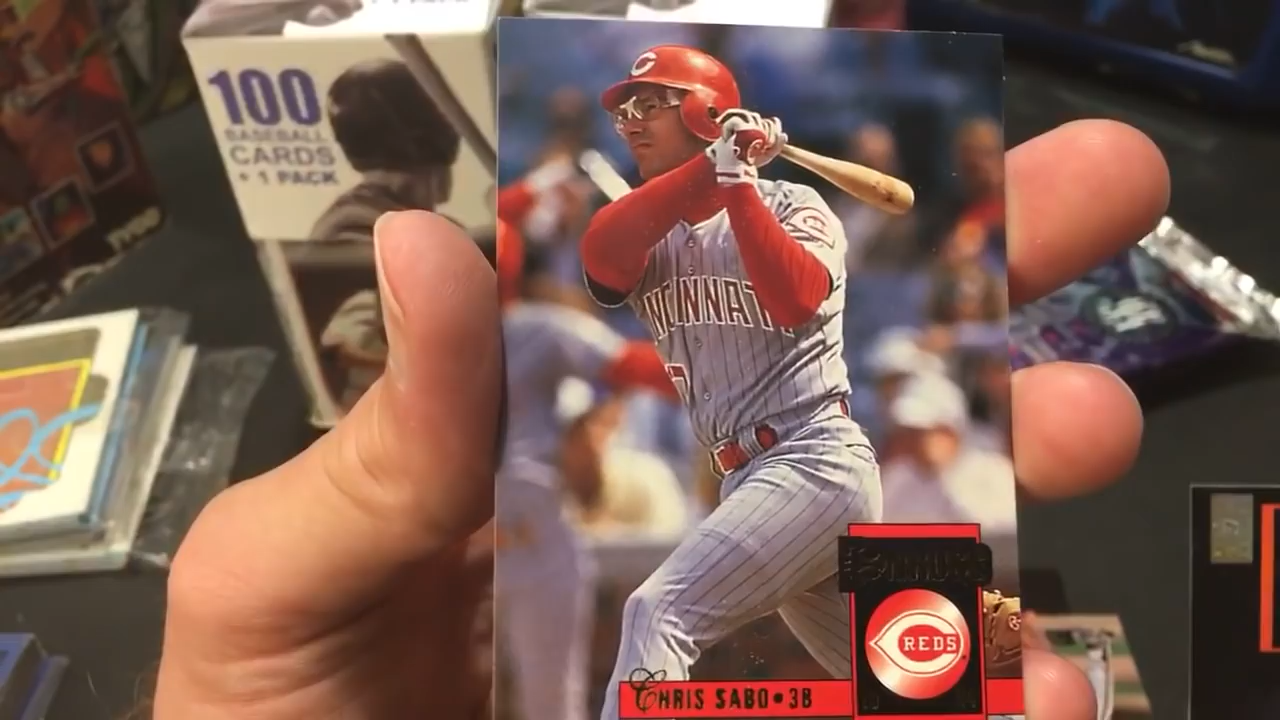 100
BASEBALL
CARDS
+ 1 PACK
C
CINCINNATI
DONRUSS
REDS
CHRIS SABO • 3B